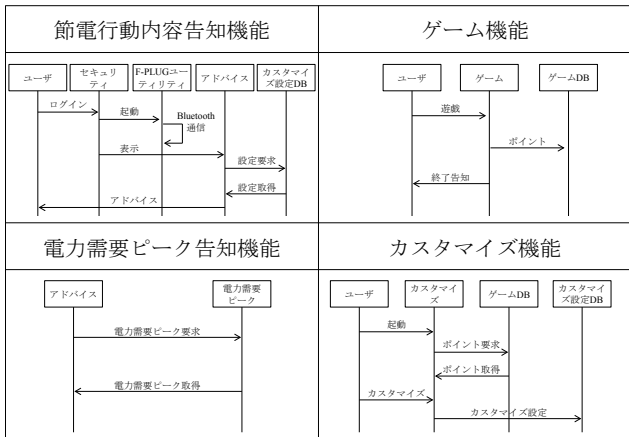 節電行動内容告知機能
ユーザ
セキュリ
ティ
F-PLUGユー
ティリティ
アドバイス
カスタマイ
ズ設定DB
ログイン
起動
Bluetooth
通信
表示
設定要求
設定取得
アドバイス
ゲーム機能
ユーザ
ゲーム
ゲームDB
遊戯
ポイント
終了告知
電力需要ピーク告知機能
アドバイス
電力需要
ピーク
電力需要ピーク要求
電力需要ピーク取得
カスタマイズ機能
ユーザ
カスタマイ
ズ
ゲームDB
カスタマイ
ズ設定DB
起動
ポイント要求
ポイント取得
カスタマイズ
カスタマイズ設定